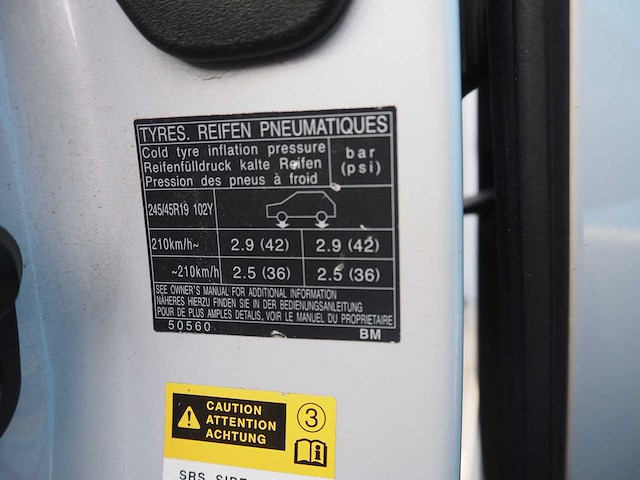 TYRES. REIFEN PNEUMATIQUES
Cold tyre inflation pressure
Reifenfülldruck kalte Reifen
Pression des pneus à froid
bar
(psi)
245/45R19 102Y
210km/h~ 2.9 (42) 2.9 (42)
~210km/h 2.5 (36) 2.5 (36)
SEE OWNER'S MANUAL FOR ADDITIONAL INFORMATION
NÄHERES HIERZU FINDEN SIE IN DER BEDIENUNGSANLEITUNG
POUR DE PLUS AMPLES DETALIS, VOIR LE MANUEL DU PROPRIETAIRE
50560 BM
CAUTION
ATTENTION
ACHTUNG
3
SRS SIDE